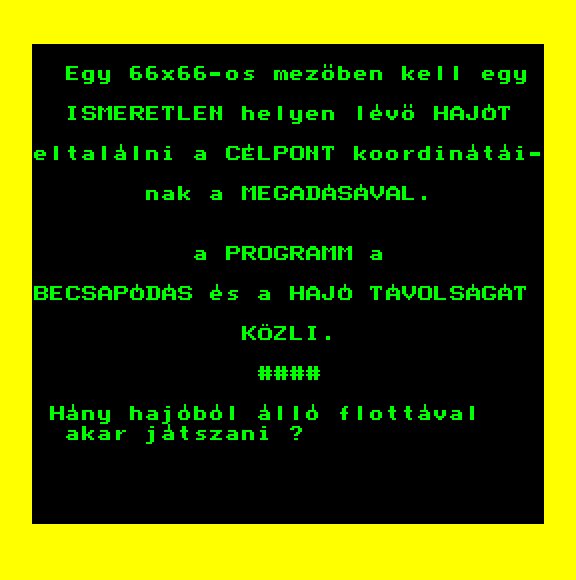 Egy 66x66-os mezöben kell egy
ISMERETLEN helyen lévö HAJÓT
eltalálni a CÉLPONT koordinátái-
nak a MEGADÁSÁVAL.
a PROGRAMM a
BECSAPÓDÁS és a HAJÓ TÁVOLSÁGÁT
KÖZLI.
####
Hány hajóból álló flottával
akar játszani ?